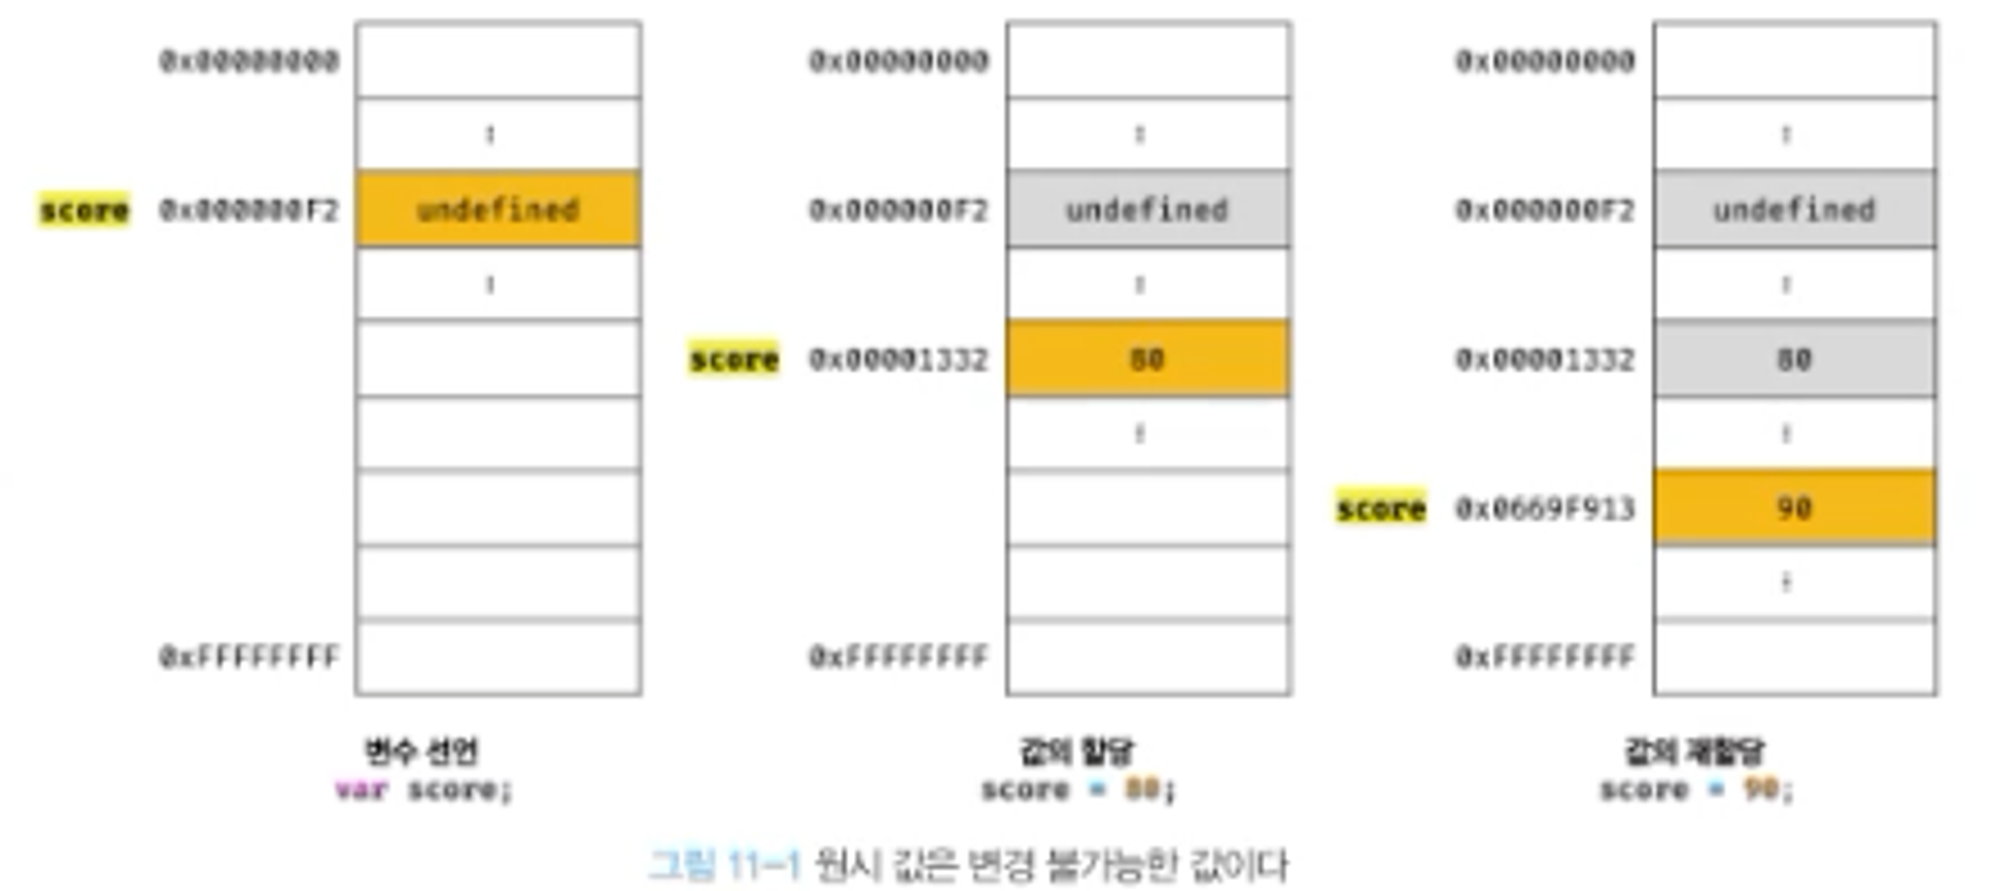 0x00000000
⋮
score 0x000000F2 undefined
⋮
0xFFFFFFFF
변수 선언
var score;
0x00000000
⋮
0x000000F2 undefined
⋮
score 0x00001332 80
⋮
0xFFFFFFFF
값의 할당
score = 80;
0x00000000
⋮
0x000000F2 undefined
⋮
0x00001332 80
⋮
score 0x0669F913 90
⋮
0xFFFFFFFF
값의 재할당
score = 90;
그림 11-1 원시 값은 변경 불가능한 값이다